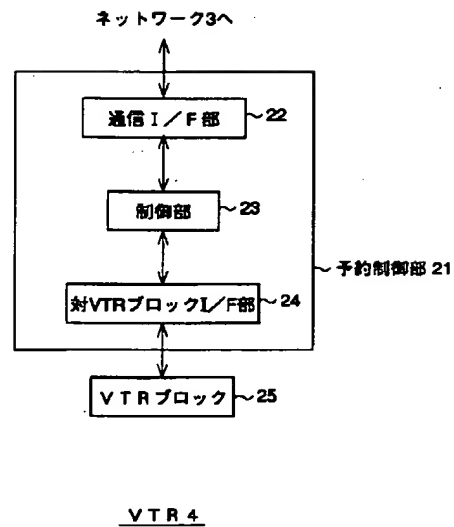 ネットワーク3へ
通信I/F部
22
制御部
23
予約制御部 21
対VTRブロックI/F部
24
VTRブロック
25
VTR4